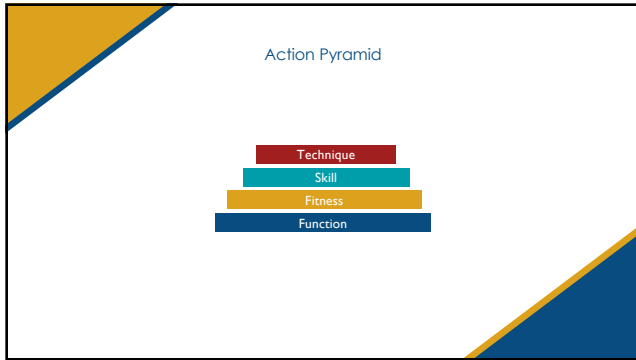 Action Pyramid
Technique
Skill
Fitness
Function